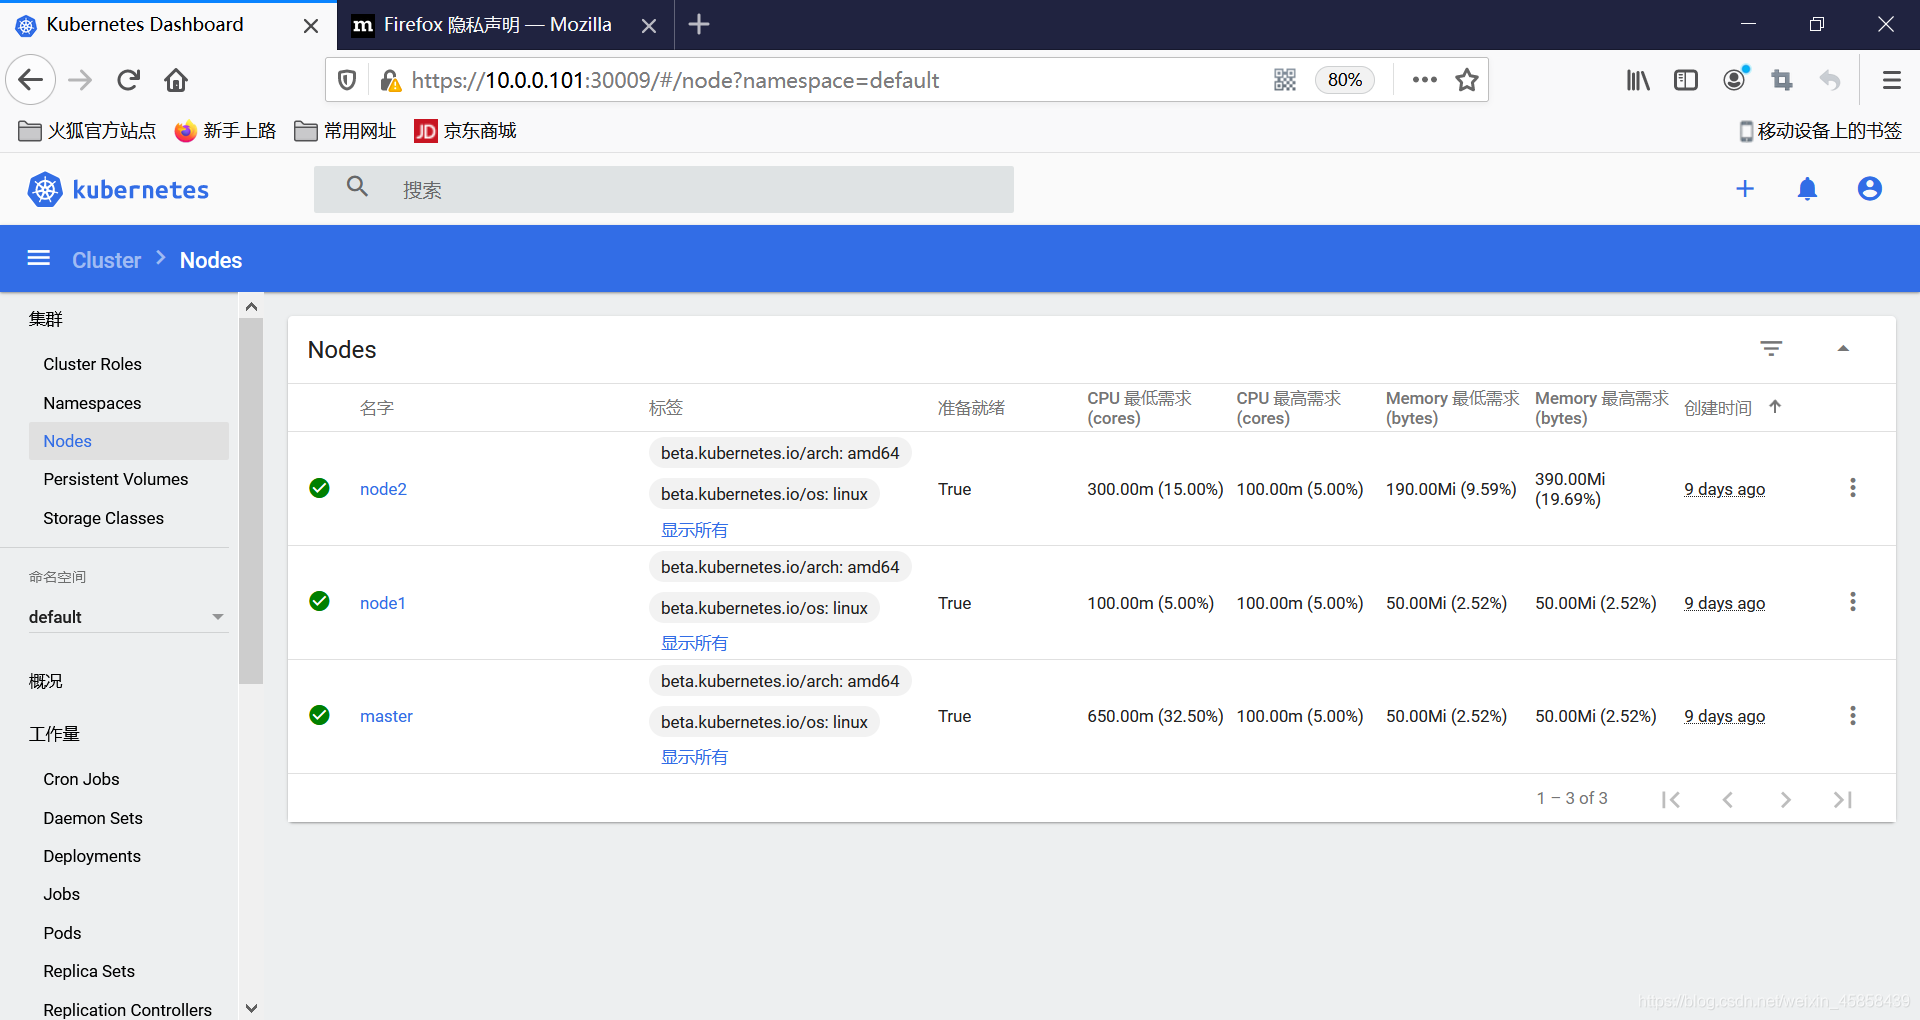 Kubernetes Dashboard
Firefox 隐私声明 — Mozilla
https://10.0.0.101:30009/#/node?namespace=default
80%
火狐官方站点
新手上路
常用网址
JD 京东商城
移动设备上的书签
kubernetes
搜索
Cluster > Nodes
集群
Cluster Roles
Namespaces
Nodes
Persistent Volumes
Storage Classes
命名空间
default
概况
工作量
Cron Jobs
Daemon Sets
Deployments
Jobs
Pods
Replica Sets
Replication Controllers
Nodes
名字 标签 准备就绪 CPU 最低需求 (cores) CPU 最高需求 (cores) Memory 最低需求 (bytes) Memory 最高需求 (bytes) 创建时间
beta.kubernetes.io/arch: amd64
node2 beta.kubernetes.io/os: linux True 300.00m (15.00%) 100.00m (5.00%) 190.00Mi (9.59%) 390.00Mi (19.69%) 9 days ago
显示所有
beta.kubernetes.io/arch: amd64
node1 beta.kubernetes.io/os: linux True 100.00m (5.00%) 100.00m (5.00%) 50.00Mi (2.52%) 50.00Mi (2.52%) 9 days ago
显示所有
beta.kubernetes.io/arch: amd64
master beta.kubernetes.io/os: linux True 650.00m (32.50%) 100.00m (5.00%) 50.00Mi (2.52%) 50.00Mi (2.52%) 9 days ago
显示所有
1 – 3 of 3
https://blog.csdn.net/weixin_45858439